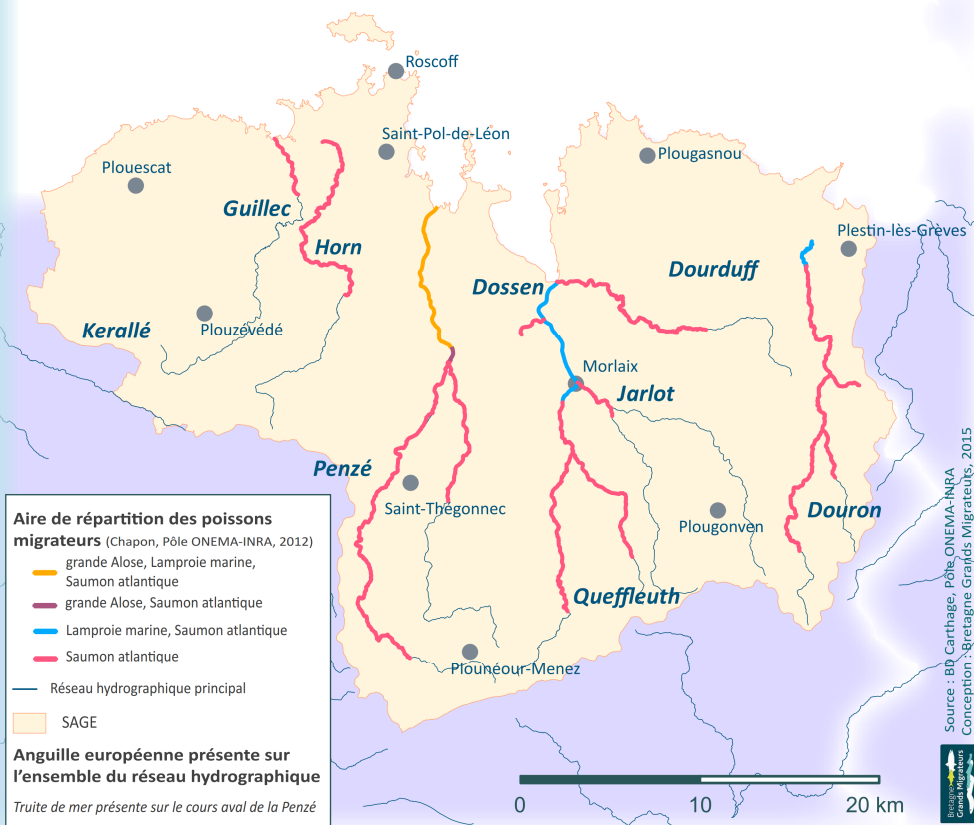 Roscoff
Saint-Pol-de-Léon
Plougasnou
Plouescat
Guillec
Plestin-lès-Grèves
Horn
Dourduff
Dossen
Kerallé
Plouzévédé
Morlaix
Jarlot
Penzé
Saint-Thégonnec
Plougonven
Douron
Queffleuth
Plounéour-Menez
Aire de répartition des poissons
migrateurs (Chapon, Pôle ONEMA-INRA, 2012)
grande Alose, Lamproie marine,
Saumon atlantique
grande Alose, Saumon atlantique
Lamproie marine, Saumon atlantique
Saumon atlantique
Réseau hydrographique principal
SAGE
Anguille européenne présente sur
l'ensemble du réseau hydrographique
Truite de mer présente sur le cours aval de la Penzé
0 10 20 km
Source : BD Carthage, Pôle ONEMA-INRA
Conception : Bretagne Grands Migrateurs, 2015
Bretagne
Grands Migrateurs